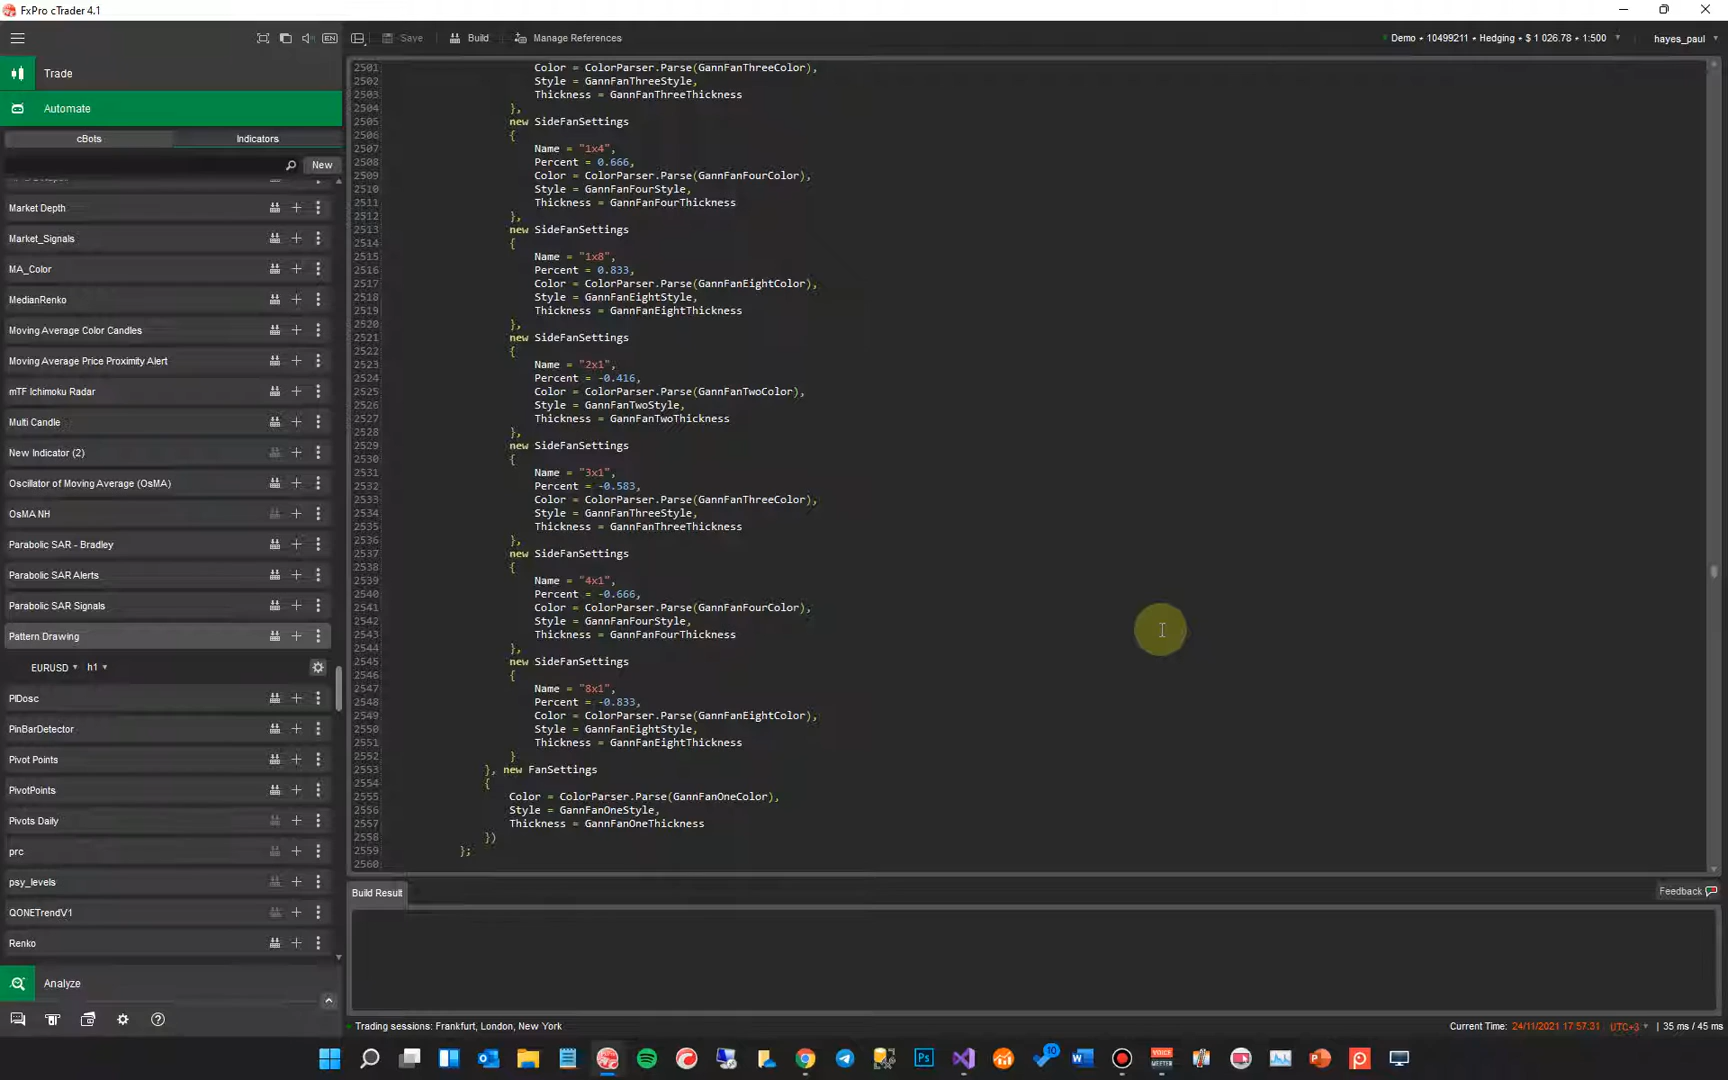 FxPro cTrader 4.1
EN
Save
Build
Manage References
Demo • 10499211 • Hedging • $ 1 026.78 • 1:500
hayes_paul
Trade
Automate
cBots
Indicators
New
Market Depth
Market_Signals
MA_Color
MedianRenko
Moving Average Color Candles
Moving Average Price Proximity Alert
mTF Ichimoku Radar
Multi Candle
New Indicator (2)
Oscillator of Moving Average (OsMA)
OsMA NH
Parabolic SAR - Bradley
Parabolic SAR Alerts
Parabolic SAR Signals
Pattern Drawing
EURUSD h1
PIDosc
PinBarDetector
Pivot Points
PivotPoints
Pivots Daily
prc
psy_levels
QONETrendV1
Renko
Analyze
2501 Color = ColorParser.Parse(GannFanThreeColor),
2502 Style = GannFanThreeStyle,
2503 Thickness = GannFanThreeThickness
2504 },
2505 new SideFanSettings
2506 {
2507 Name = "1x4",
2508 Percent = 0.666,
2509 Color = ColorParser.Parse(GannFanFourColor),
2510 Style = GannFanFourStyle,
2511 Thickness = GannFanFourThickness
2512 },
2513 new SideFanSettings
2514 {
2515 Name = "1x8",
2516 Percent = 0.833,
2517 Color = ColorParser.Parse(GannFanEightColor),
2518 Style = GannFanEightStyle,
2519 Thickness = GannFanEightThickness
2520 },
2521 new SideFanSettings
2522 {
2523 Name = "2x1",
2524 Percent = -0.416,
2525 Color = ColorParser.Parse(GannFanTwoColor),
2526 Style = GannFanTwoStyle,
2527 Thickness = GannFanTwoThickness
2528 },
2529 new SideFanSettings
2530 {
2531 Name = "3x1",
2532 Percent = -0.583,
2533 Color = ColorParser.Parse(GannFanThreeColor),
2534 Style = GannFanThreeStyle,
2535 Thickness = GannFanThreeThickness
2536 },
2537 new SideFanSettings
2538 {
2539 Name = "4x1",
2540 Percent = -0.666,
2541 Color = ColorParser.Parse(GannFanFourColor),
2542 Style = GannFanFourStyle,
2543 Thickness = GannFanFourThickness
2544 },
2545 new SideFanSettings
2546 {
2547 Name = "8x1",
2548 Percent = -0.833,
2549 Color = ColorParser.Parse(GannFanEightColor),
2550 Style = GannFanEightStyle,
2551 Thickness = GannFanEightThickness
2552 }
2553 }, new FanSettings
2554 {
2555 Color = ColorParser.Parse(GannFanOneColor),
2556 Style = GannFanOneStyle,
2557 Thickness = GannFanOneThickness
2558 })
2559 };
2560
Build Result
Feedback
Trading sessions: Frankfurt, London, New York
Current Time: 24/11/2021 17:57:31 UTC+3 35 ms / 45 ms
10
Ps
VOICE
MEETER